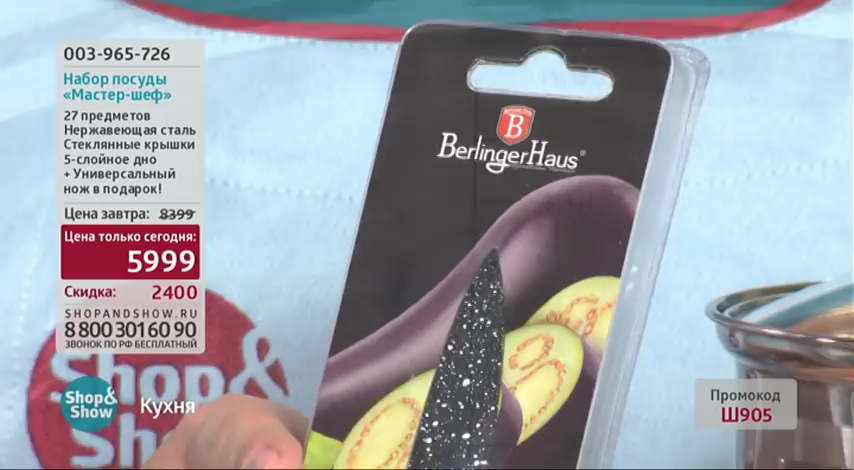 003-965-726
Набор посуды
«Мастер-шеф»
27 предметов
Нержавеющая сталь
Стеклянные крышки
5-слойное дно
+ Универсальный
нож в подарок!
Цена завтра: 8399
Цена только сегодня:
5999
Скидка: 2400
SHOPANDSHOW.RU
8 800 301 60 90
ЗВОНОК ПО РФ БЕСПЛАТНЫЙ
Shop&
Show
Кухня
Shop&
Sh
B
BERLINGERHAUS®
Промокод
Ш905